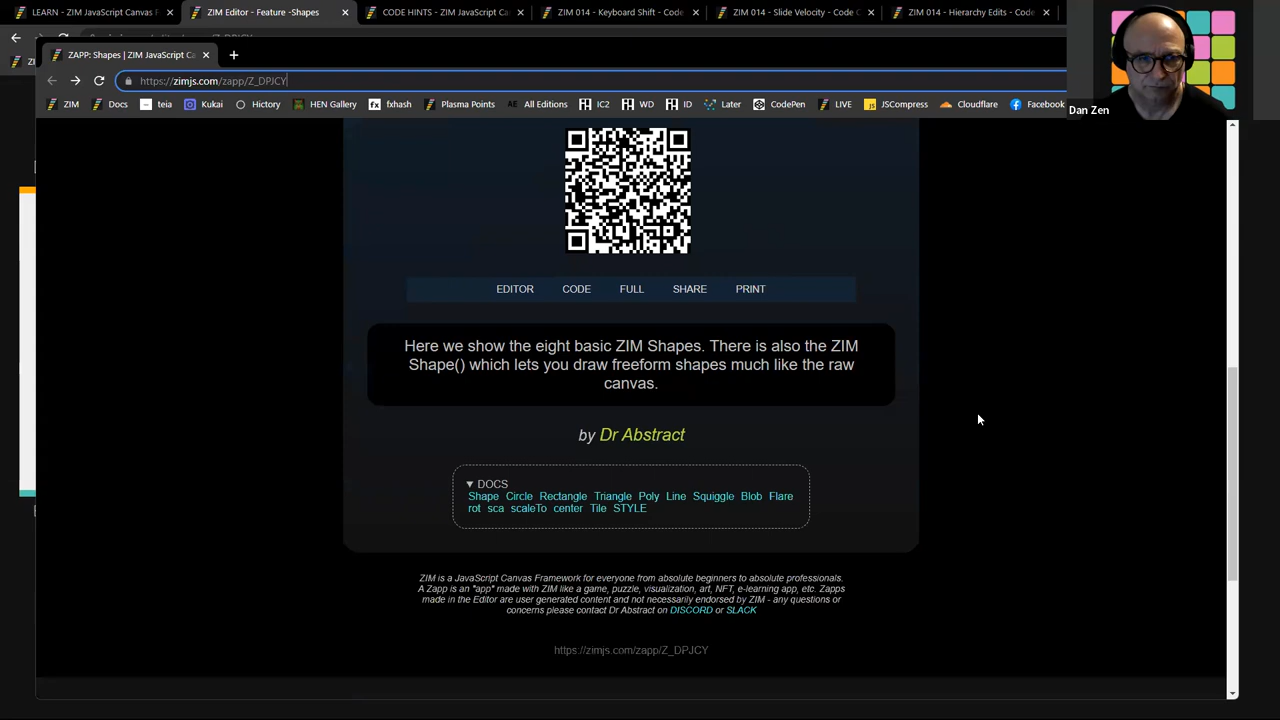 LEARN - ZIM JavaScript Canvas F
ZIM Editor - Feature -Shapes
CODE HINTS - ZIM JavaScript Ca
ZIM 014 - Keyboard Shift - Code
ZIM 014 - Slide Velocity - Code C
ZIM 014 - Hierarchy Edits - Code
ZAPP: Shapes | ZIM JavaScript Ca
https://zimjs.com/zapp/Z_DPJCY
ZIM Docs teia Kukai Hictory HEN Gallery fxhash Plasma Points All Editions IC2 WD ID Later CodePen LIVE JSCompress Cloudflare Facebook
Dan Zen
EDITOR CODE FULL SHARE PRINT
Here we show the eight basic ZIM Shapes. There is also the ZIM
Shape() which lets you draw freeform shapes much like the raw
canvas.
by Dr Abstract
▼ DOCS
Shape Circle Rectangle Triangle Poly Line Squiggle Blob Flare
rot sca scaleTo center Tile STYLE
ZIM is a JavaScript Canvas Framework for everyone from absolute beginners to absolute professionals.
A Zapp is an "app" made with ZIM like a game, puzzle, visualization, art, NFT, e-learning app, etc. Zapps
made in the Editor are user generated content and not necessarily endorsed by ZIM - any questions or
concerns please contact Dr Abstract on DISCORD or SLACK
https://zimjs.com/zapp/Z_DPJCY